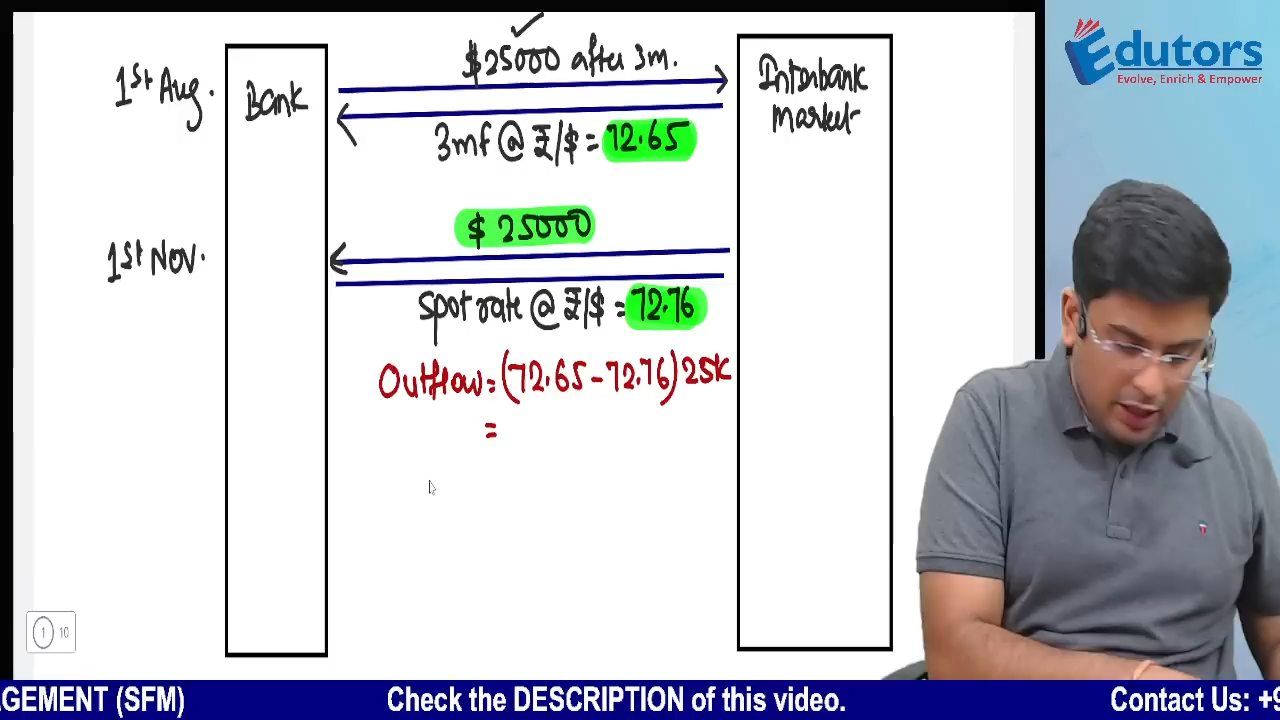 1st Aug.
Bank
$25000 after 3m.
3mf @ ₹/$ = 72.65
Interbank
market
1st Nov.
$ 25000
Spot rate @ ₹/$ = 72.76
Outflow = (72.65-72.76) 25K
=
1 10
Edutors
Evolve, Enrich & Empower
GEMENT (SFM)
Check the DESCRIPTION of this video.
Contact Us: +9